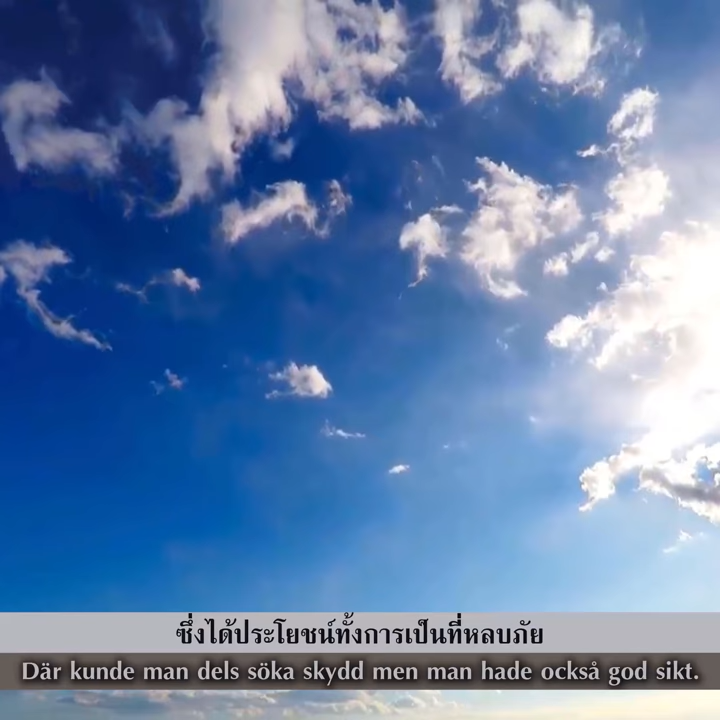 ซึ่งได้ประโยชน์ทั้งการเป็นที่หลบภัย
Där kunde man dels söka skydd men man hade också god sikt.